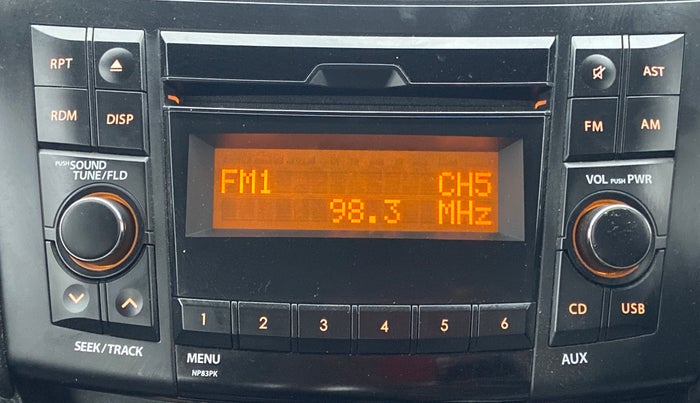 RPT
RDM
DISP
AST
FM
AM
PUSH SOUND
TUNE/FLD
VOL PUSH PWR
FM1 CH5
98.3 MHz
SEEK/TRACK
1 2 3 4 5 6
CD
USB
MENU
NP83PK
AUX